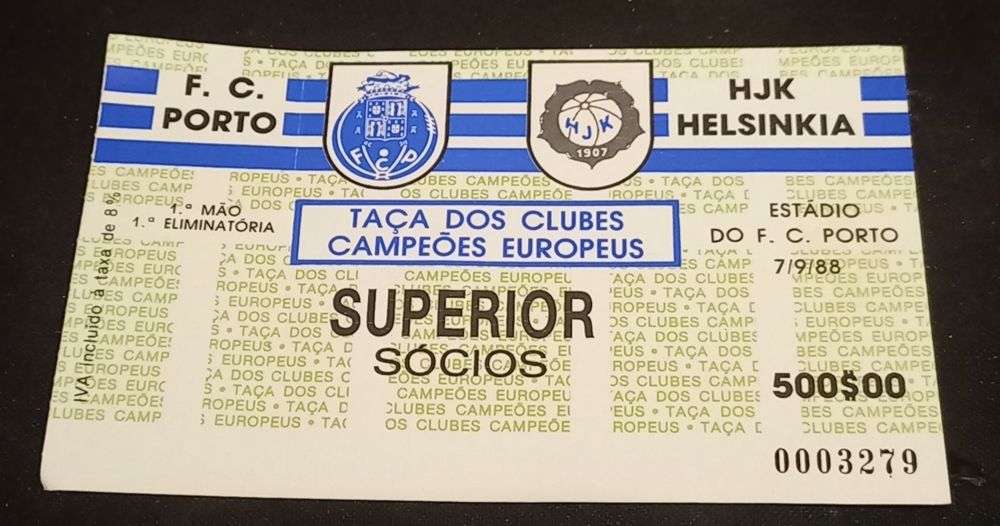 F. C.
PORTO
HJK
HELSINKIA
F C P
HJK
1907
1.ª MÃO
1.ª ELIMINATÓRIA
TAÇA DOS CLUBES
CAMPEÕES EUROPEUS
ESTÁDIO
DO F. C. PORTO
7/9/88
SUPERIOR
SÓCIOS
500$00
0003279
IVA incluído à taxa de 8%